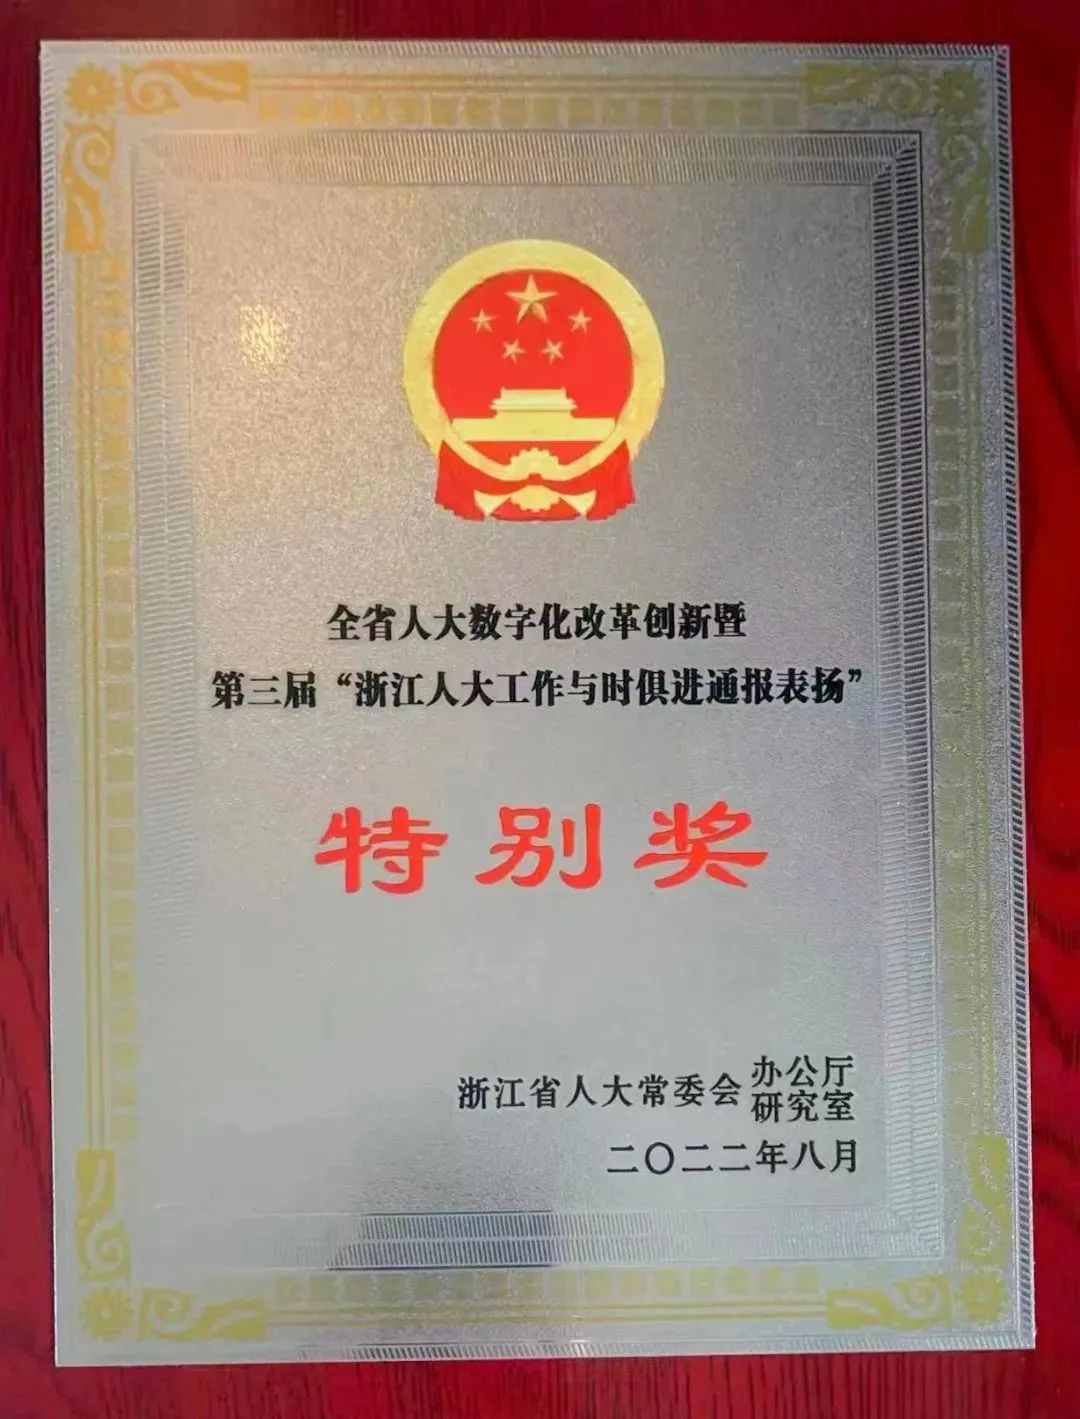 全省人大数字化改革创新暨
第三届“浙江人大工作与时俱进通报表扬”
特别奖
浙江省人大常委会 办公厅
研究室
二〇二二年八月